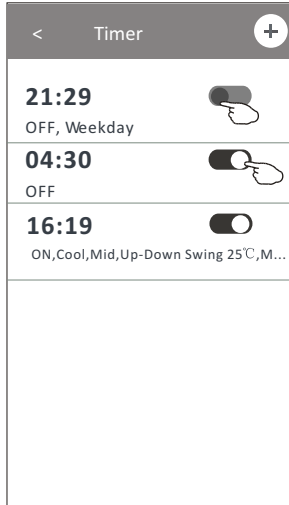 < Timer +
21:29
OFF, Weekday
04:30
OFF
16:19
ON,Cool,Mid,Up-Down Swing 25℃,M...